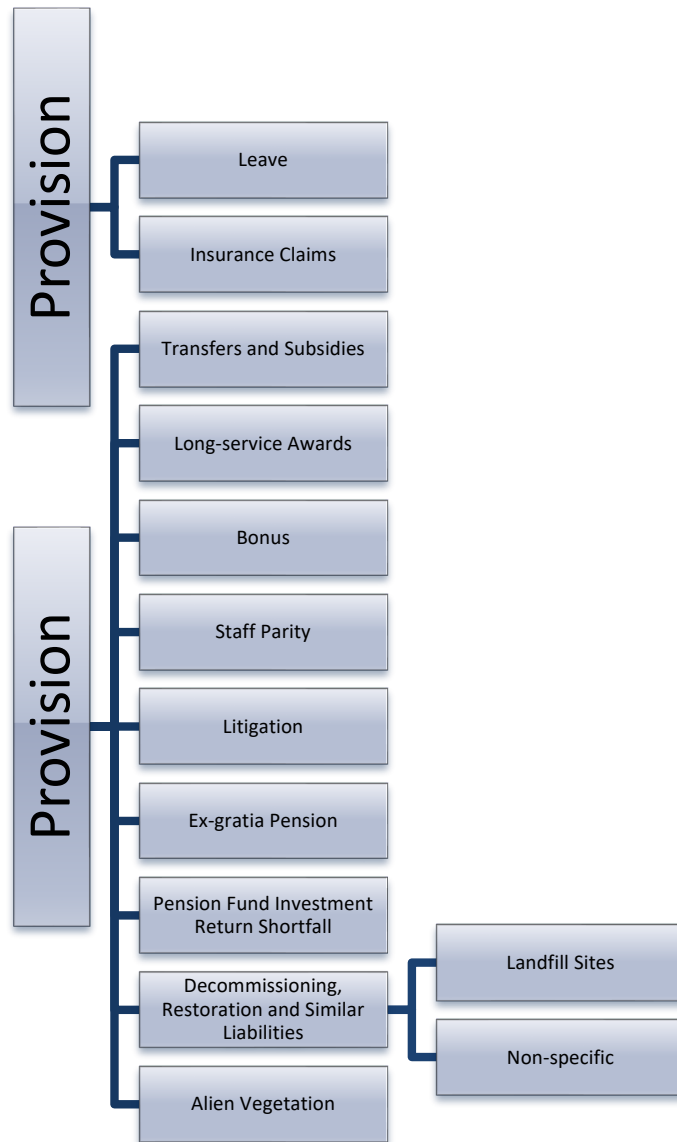 Provision
Leave
Insurance Claims
Provision
Transfers and Subsidies
Long-service Awards
Bonus
Staff Parity
Litigation
Ex-gratia Pension
Pension Fund Investment
Return Shortfall
Decommissioning,
Restoration and Similar
Liabilities
Landfill Sites
Non-specific
Alien Vegetation